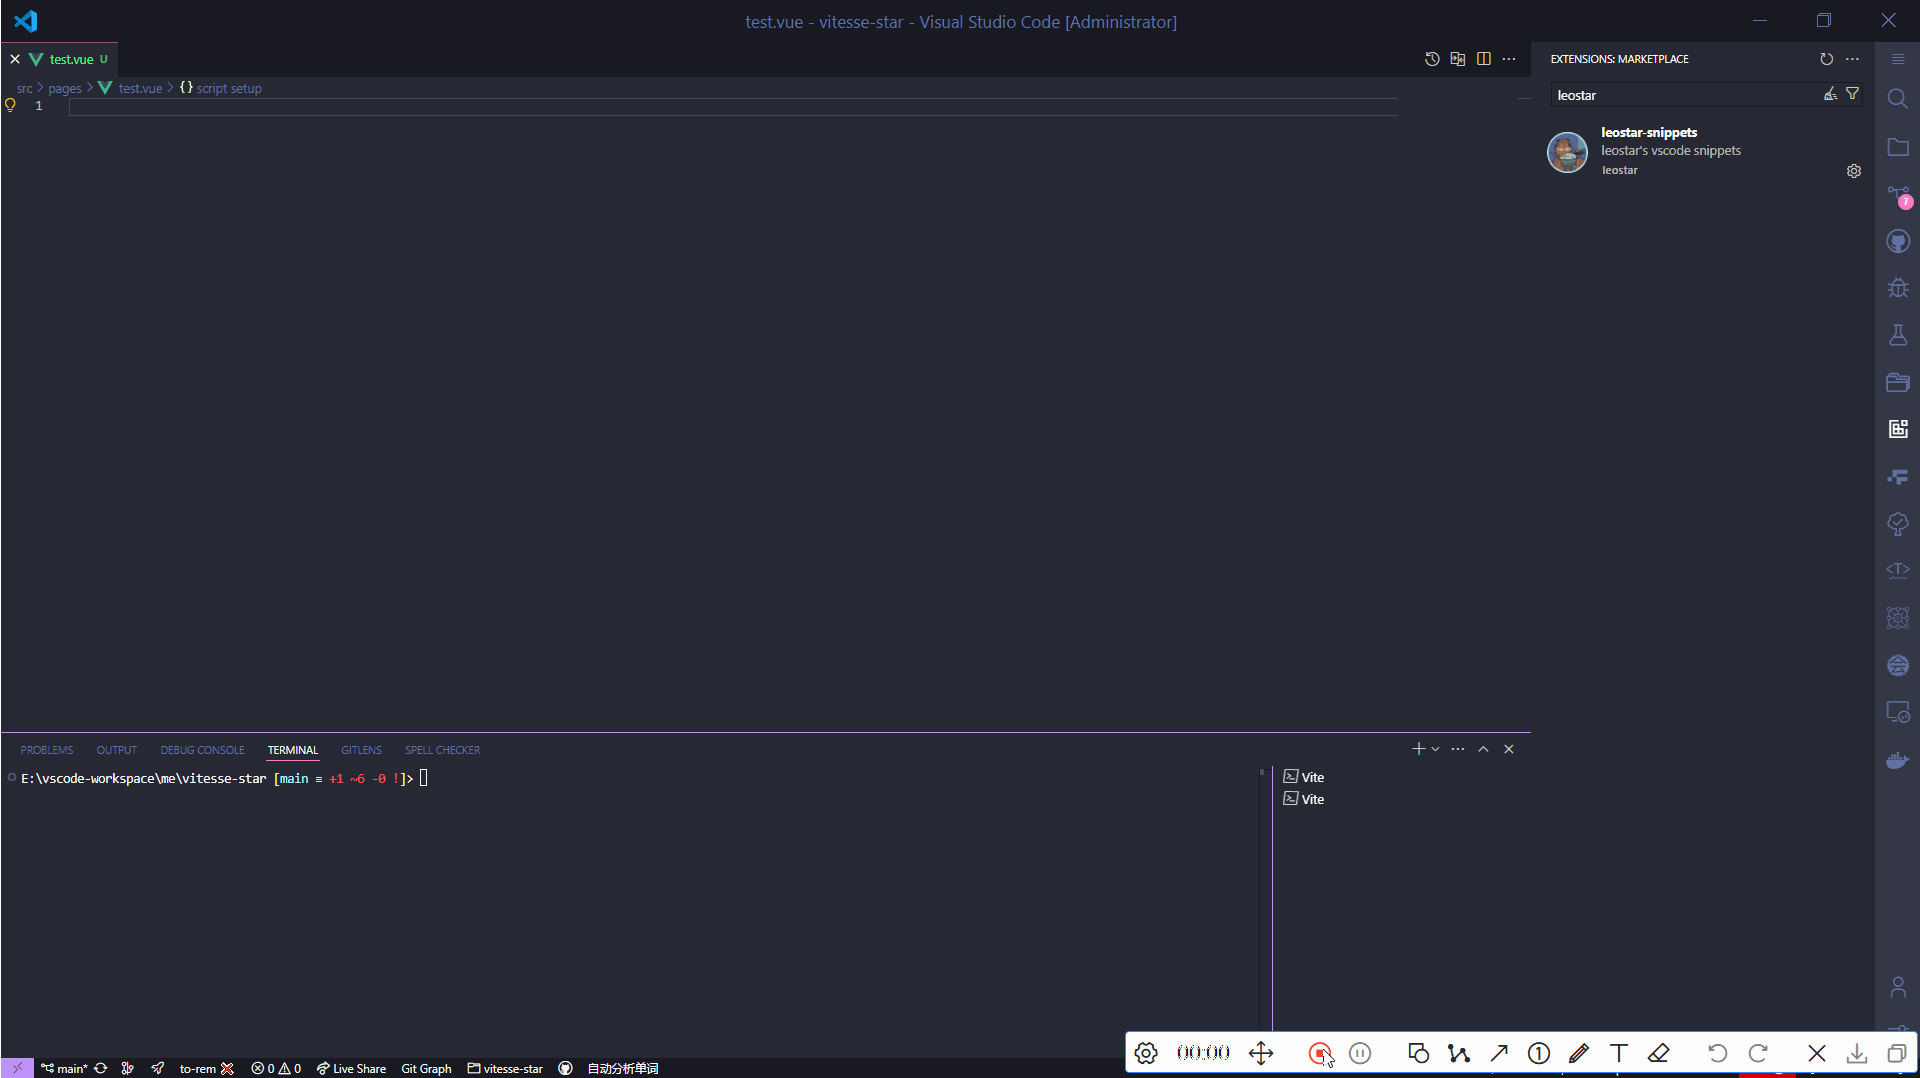 test.vue - vitesse-star - Visual Studio Code [Administrator]
test.vue U
src > pages > test.vue > {} script setup
1
EXTENSIONS: MARKETPLACE
leostar
leostar-snippets
leostar's vscode snippets
leostar
7
<T>
PROBLEMS OUTPUT DEBUG CONSOLE TERMINAL GITLENS SPELL CHECKER
E:\vscode-workspace\me\vitesse-star [main ≡ +1 ~6 -0 !]>
Vite
Vite
00:00
1
T
main* to-rem 0 0 Live Share Git Graph vitesse-star 自动分析单词